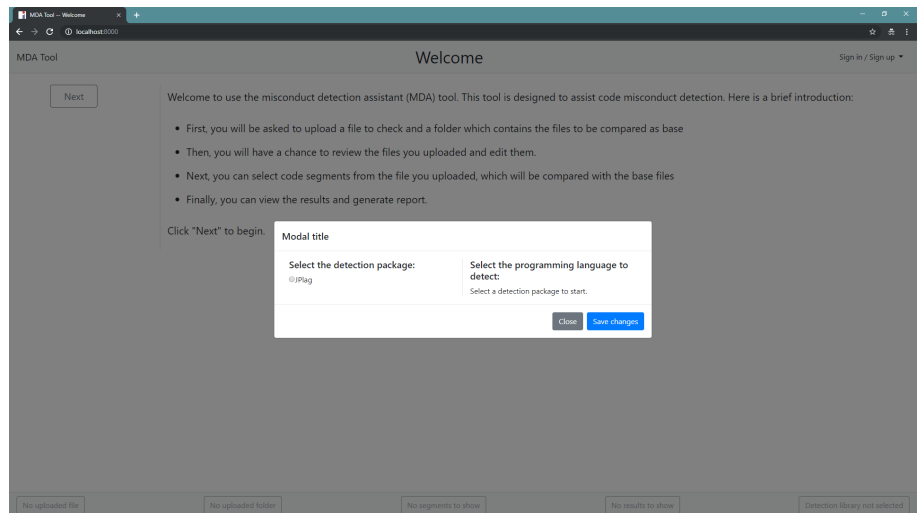 MDA Tool -- Welcome
localhost:8000
MDA Tool
Welcome
Sign in / Sign up
Next
Welcome to use the misconduct detection assistant (MDA) tool. This tool is designed to assist code misconduct detection. Here is a brief introduction:
First, you will be asked to upload a file to check and a folder which contains the files to be compared as base
Then, you will have a chance to review the files you uploaded and edit them.
Next, you can select code segments from the file you uploaded, which will be compared with the base files
Finally, you can view the results and generate report.
Click "Next" to begin.
Modal title
Select the detection package:
JPlag
Select the programming language to
detect:
Select a detection package to start.
Close
Save changes
No uploaded file
No uploaded folder
No segments to show
No results to show
Detection library not selected